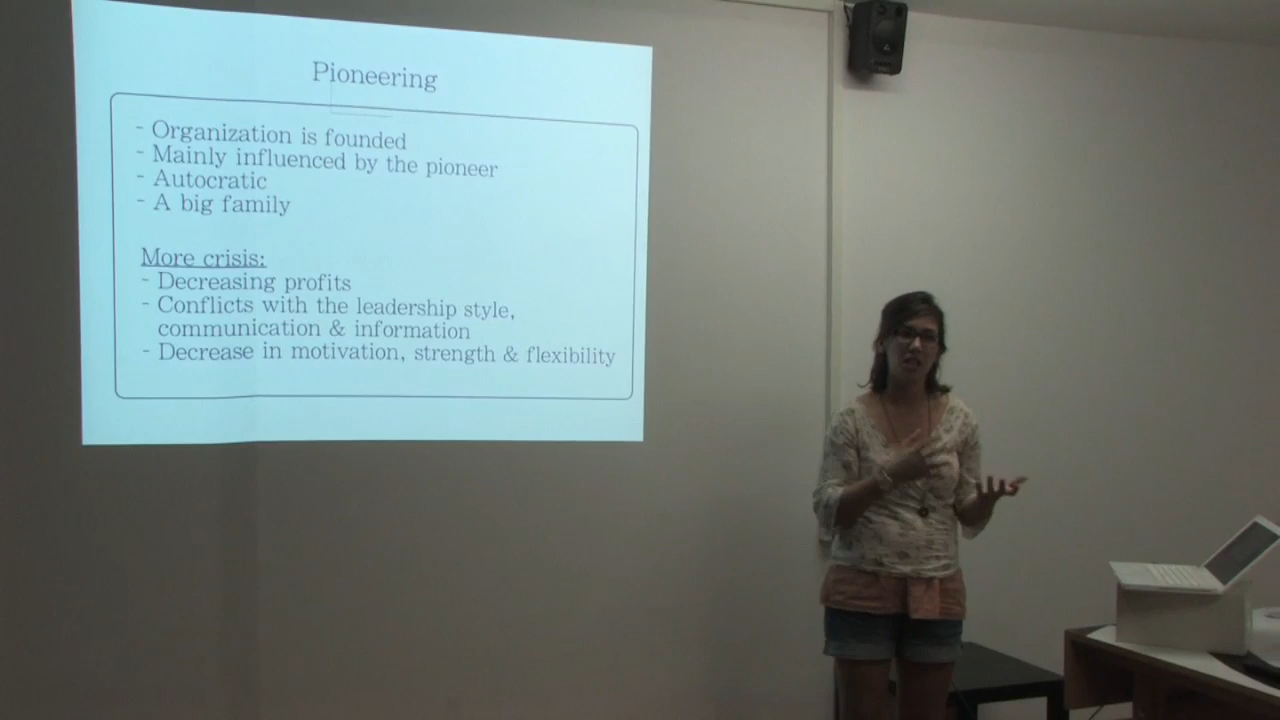 Pioneering
- Organization is founded
- Mainly influenced by the pioneer
- Autocratic
- A big family
More crisis:
- Decreasing profits
- Conflicts with the leadership style,
communication & information
- Decrease in motivation, strength & flexibility